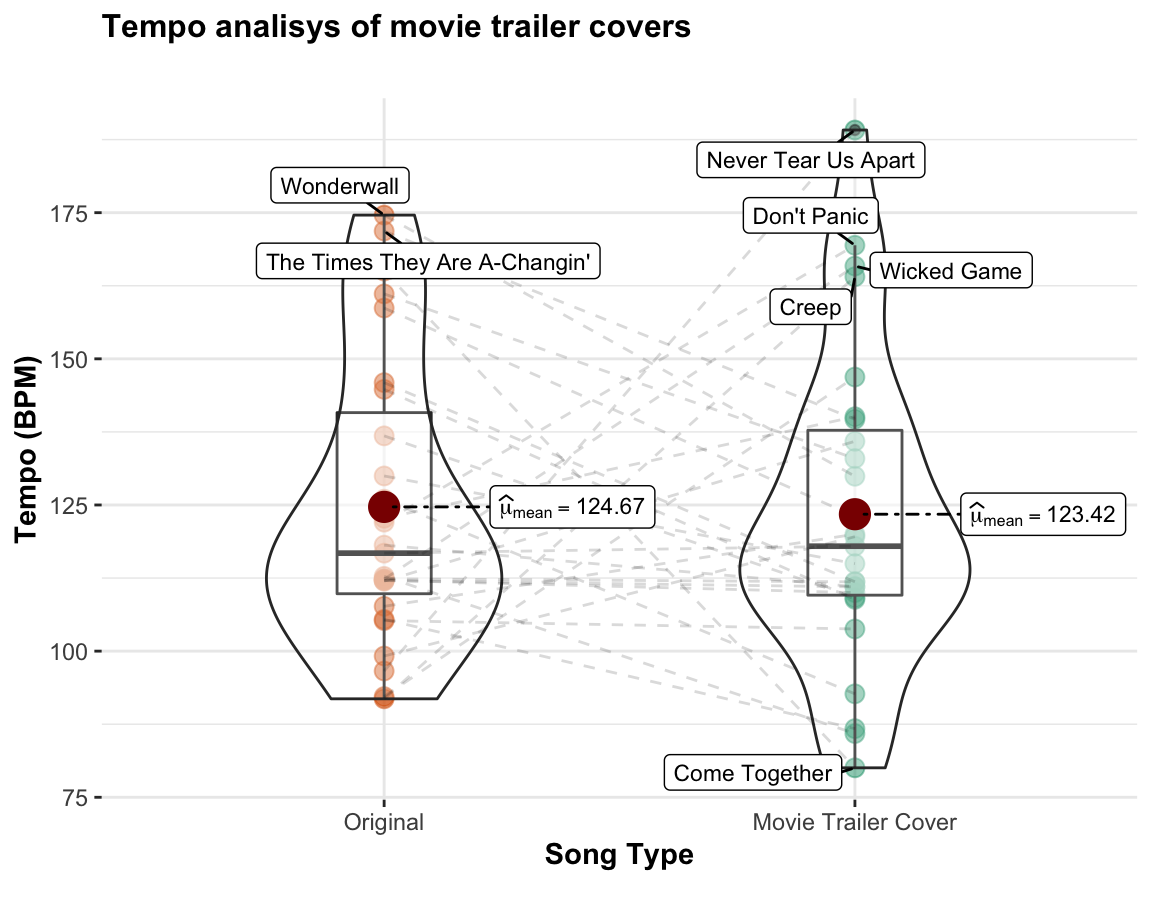 Tempo analisys of movie trailer covers
Never Tear Us Apart
Wonderwall
175
Don't Panic
The Times They Are A-Changin'
Wicked Game
Creep
150
Tempo (BPM)
125
μ̂mean = 124.67
μ̂mean = 123.42
100
Come Together
75
Original
Movie Trailer Cover
Song Type